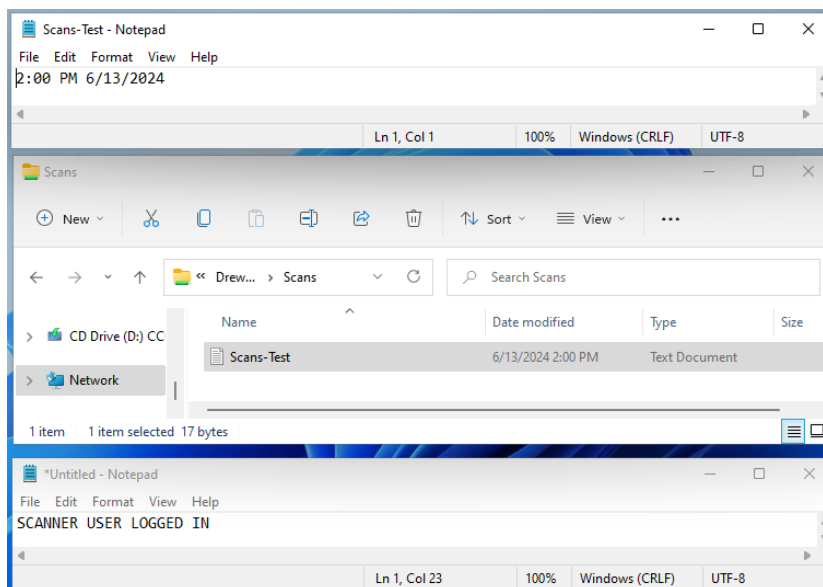 Scans-Test - Notepad
File Edit Format View Help
2:00 PM 6/13/2024
Ln 1, Col 1 100% Windows (CRLF) UTF-8
Scans
New Sort View
« Drew... > Scans Search Scans
Name Date modified Type Size
CD Drive (D:) CC
Scans-Test 6/13/2024 2:00 PM Text Document
Network
1 item 1 item selected 17 bytes
*Untitled - Notepad
File Edit Format View Help
SCANNER USER LOGGED IN
Ln 1, Col 23 100% Windows (CRLF) UTF-8